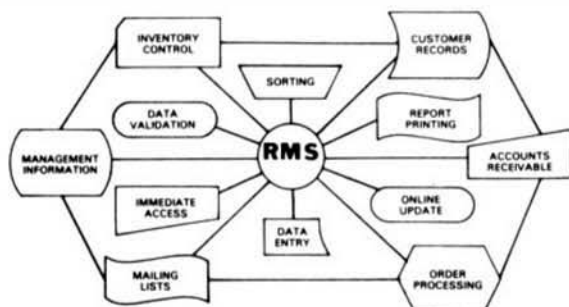 INVENTORY
CONTROL
CUSTOMER
RECORDS
SORTING
DATA
VALIDATION
REPORT
PRINTING
RMS
MANAGEMENT
INFORMATION
ACCOUNTS
RECEIVABLE
IMMEDIATE
ACCESS
ONLINE
UPDATE
DATA
ENTRY
MAILING
LISTS
ORDER
PROCESSING